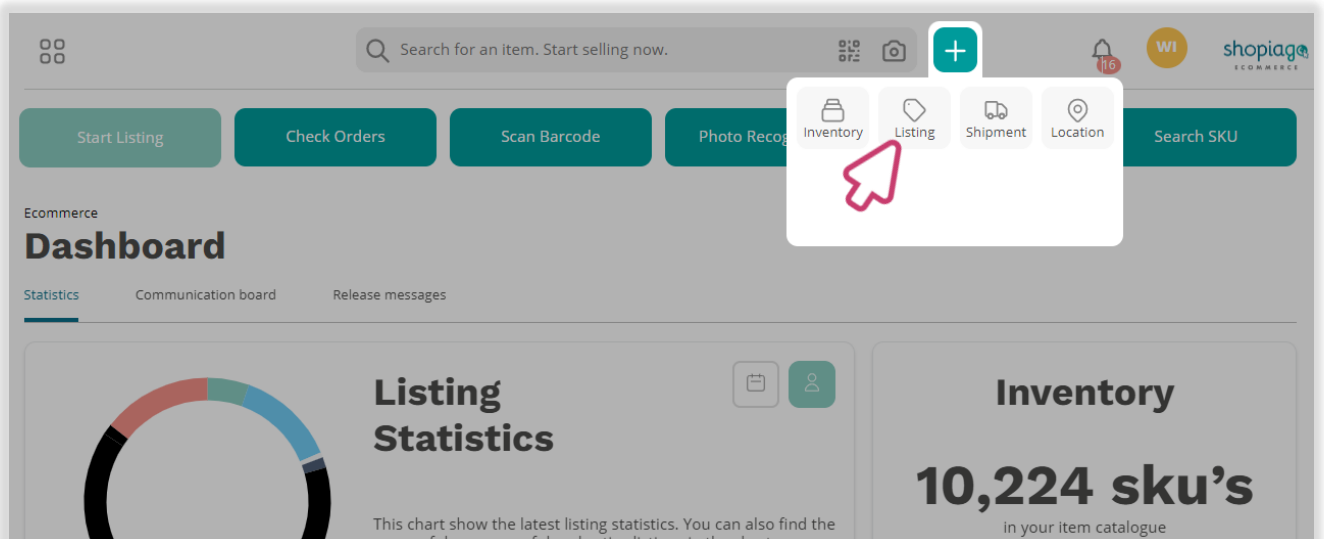 Search for an item. Start selling now.
16
WI
shopiago
ECOMMERCE
Inventory
Listing
Shipment
Location
Start Listing
Check Orders
Scan Barcode
Photo Recog
Search SKU
Ecommerce
Dashboard
Statistics
Communication board
Release messages
Listing
Statistics
This chart show the latest listing statistics. You can also find the
Inventory
10,224 sku's
in your item catalogue